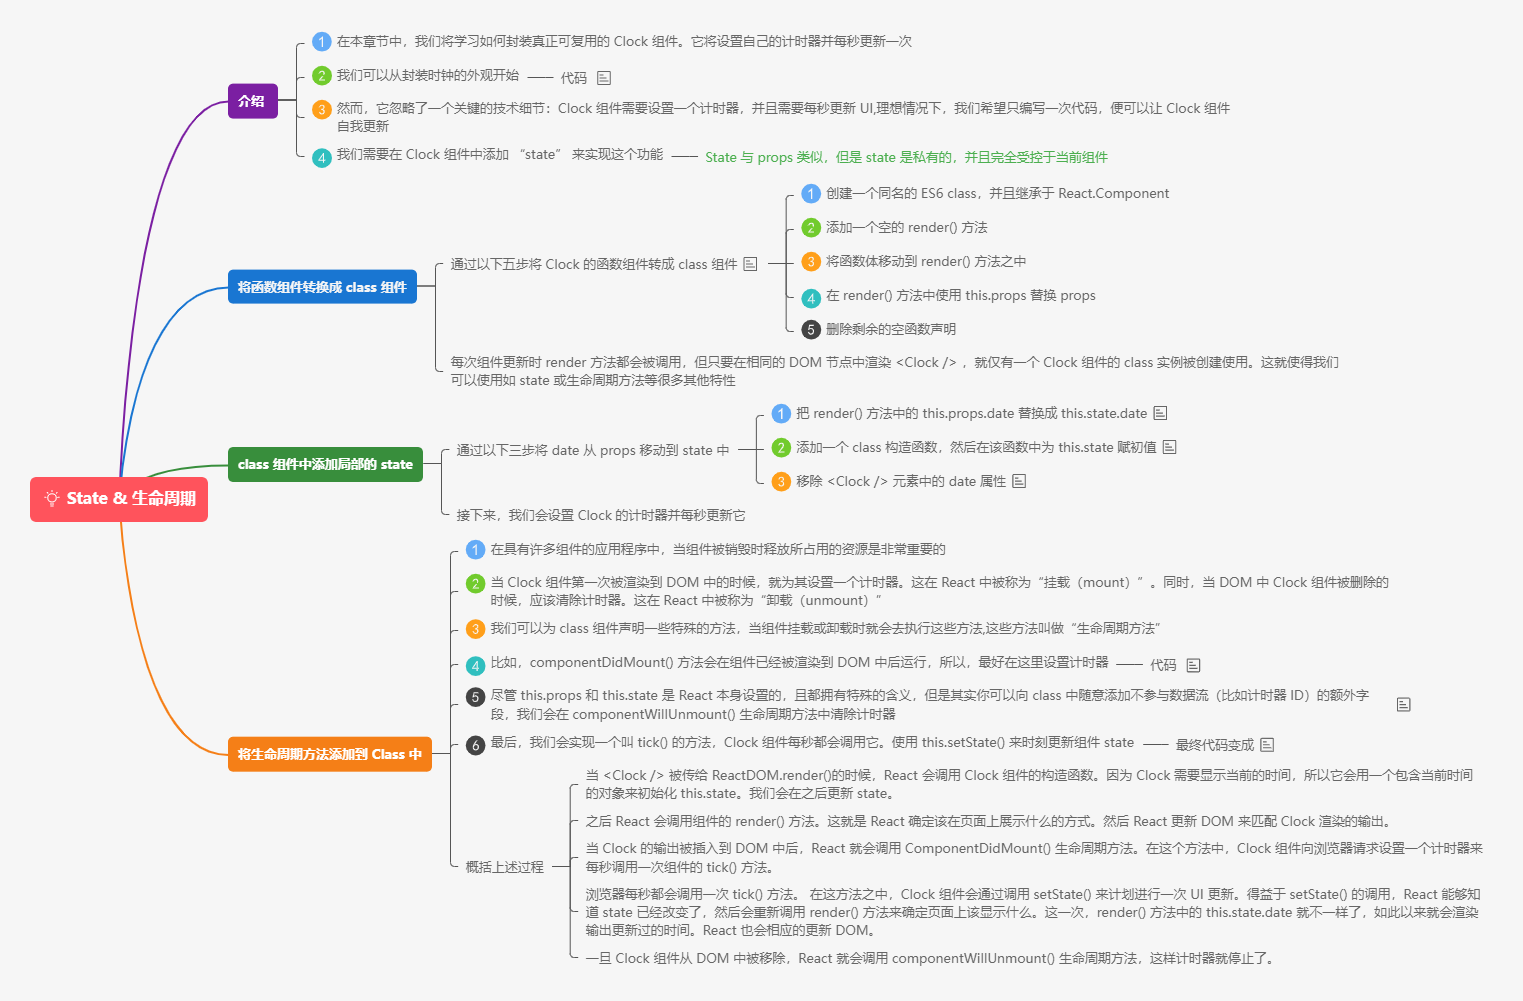 State & 生命周期
介绍
1 在本章节中，我们将学习如何封装真正可复用的 Clock 组件。它将设置自己的计时器并每秒更新一次
2 我们可以从封装时钟的外观开始 代码
3 然而，它忽略了一个关键的技术细节：Clock 组件需要设置一个计时器，并且需要每秒更新 UI,理想情况下，我们希望只编写一次代码，便可以让 Clock 组件
自我更新
4 我们需要在 Clock 组件中添加 “state” 来实现这个功能 State 与 props 类似，但是 state 是私有的，并且完全受控于当前组件
将函数组件转换成 class 组件
通过以下五步将 Clock 的函数组件转成 class 组件
1 创建一个同名的 ES6 class，并且继承于 React.Component
2 添加一个空的 render() 方法
3 将函数体移动到 render() 方法之中
4 在 render() 方法中使用 this.props 替换 props
5 删除剩余的空函数声明
每次组件更新时 render 方法都会被调用，但只要在相同的 DOM 节点中渲染 <Clock /> ，就仅有一个 Clock 组件的 class 实例被创建使用。这就使得我们
可以使用如 state 或生命周期方法等很多其他特性
class 组件中添加局部的 state
通过以下三步将 date 从 props 移动到 state 中
1 把 render() 方法中的 this.props.date 替换成 this.state.date
2 添加一个 class 构造函数，然后在该函数中为 this.state 赋初值
3 移除 <Clock /> 元素中的 date 属性
接下来，我们会设置 Clock 的计时器并每秒更新它
将生命周期方法添加到 Class 中
1 在具有许多组件的应用程序中，当组件被销毁时释放所占用的资源是非常重要的
2 当 Clock 组件第一次被渲染到 DOM 中的时候，就为其设置一个计时器。这在 React 中被称为“挂载（mount）”。同时，当 DOM 中 Clock 组件被删除的
时候，应该清除计时器。这在 React 中被称为“卸载（unmount）”
3 我们可以为 class 组件声明一些特殊的方法，当组件挂载或卸载时就会去执行这些方法,这些方法叫做“生命周期方法”
4 比如，componentDidMount() 方法会在组件已经被渲染到 DOM 中后运行，所以，最好在这里设置计时器 代码
5 尽管 this.props 和 this.state 是 React 本身设置的，且都拥有特殊的含义，但是其实你可以向 class 中随意添加不参与数据流（比如计时器 ID）的额外字
段，我们会在 componentWillUnmount() 生命周期方法中清除计时器
6 最后，我们会实现一个叫 tick() 的方法，Clock 组件每秒都会调用它。使用 this.setState() 来时刻更新组件 state 最终代码变成
概括上述过程
当 <Clock /> 被传给 ReactDOM.render()的时候，React 会调用 Clock 组件的构造函数。因为 Clock 需要显示当前的时间，所以它会用一个包含当前时间
的对象来初始化 this.state。我们会在之后更新 state。
之后 React 会调用组件的 render() 方法。这就是 React 确定该在页面上展示什么的方式。然后 React 更新 DOM 来匹配 Clock 渲染的输出。
当 Clock 的输出被插入到 DOM 中后，React 就会调用 ComponentDidMount() 生命周期方法。在这个方法中，Clock 组件向浏览器请求设置一个计时器来
每秒调用一次组件的 tick() 方法。
浏览器每秒都会调用一次 tick() 方法。 在这方法之中，Clock 组件会通过调用 setState() 来计划进行一次 UI 更新。得益于 setState() 的调用，React 能够知
道 state 已经改变了，然后会重新调用 render() 方法来确定页面上该显示什么。这一次，render() 方法中的 this.state.date 就不一样了，如此以来就会渲染
输出更新过的时间。React 也会相应的更新 DOM。
一旦 Clock 组件从 DOM 中被移除，React 就会调用 componentWillUnmount() 生命周期方法，这样计时器就停止了。